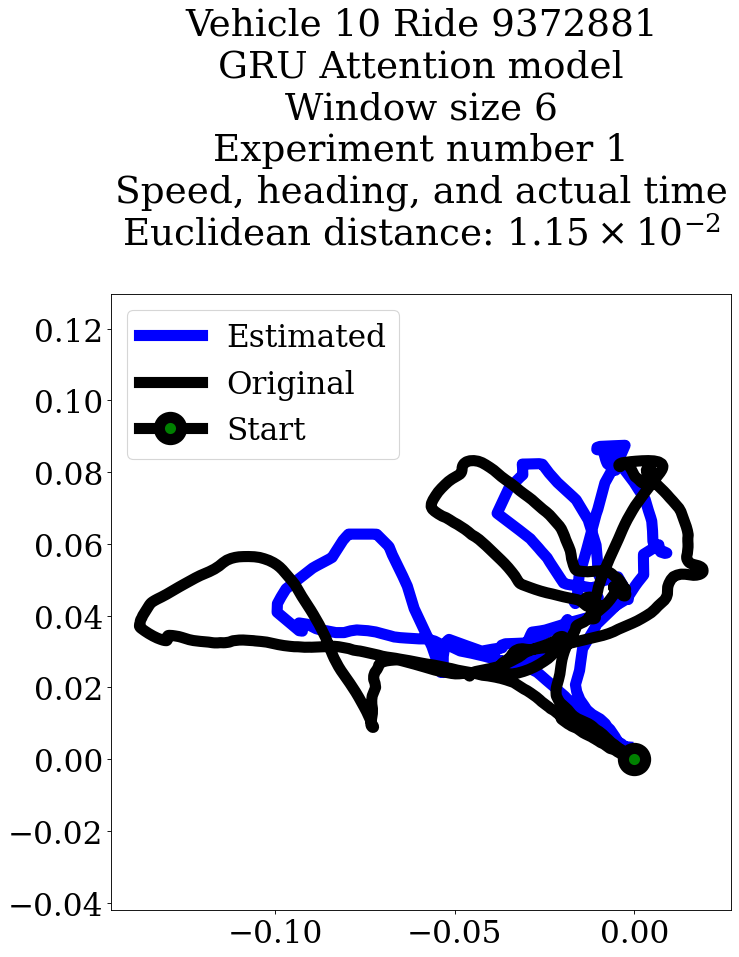 Vehicle 10 Ride 9372881
GRU Attention model
Window size 6
Experiment number 1
Speed, heading, and actual time
Euclidean distance: 1.15 × 10⁻²
Estimated
Original
Start
0.12
0.10
0.08
0.06
0.04
0.02
0.00
−0.02
−0.04
−0.10
−0.05
0.00